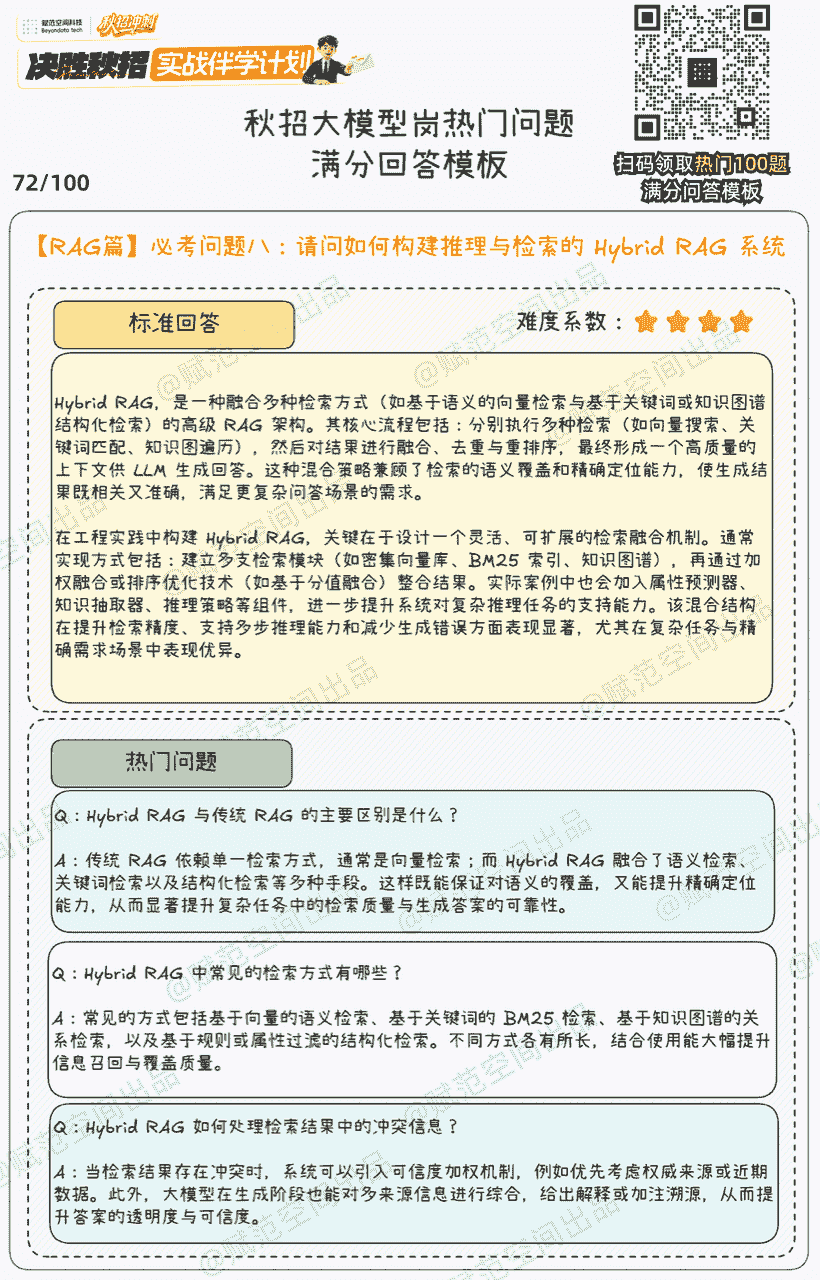 赋范空间科技
Beyondata tech
秋招冲刺
决胜秋招 实战伴学计划
秋招大模型岗热门问题
满分回答模板
72/100
扫码领取热门100题
满分问答模板
【RAG篇】必考问题八：请问如何构建推理与检索的 Hybrid RAG 系统
标准回答
难度系数：
Hybrid RAG，是一种融合多种检索方式（如基于语义的向量检索与基于关键词或知识图谱
结构化检索）的高级 RAG 架构。其核心流程包括：分别执行多种检索（如向量搜索、关
键词匹配、知识图遍历），然后对结果进行融合、去重与重排序，最终形成一个高质量的
上下文供 LLM 生成回答。这种混合策略兼顾了检索的语义覆盖和精确定位能力，使生成结
果既相关又准确，满足更复杂问答场景的需求。
在工程实践中构建 Hybrid RAG，关键在于设计一个灵活、可扩展的检索融合机制。通常
实现方式包括：建立多支检索模块（如密集向量库、BM25 索引、知识图谱），再通过加
权融合或排序优化技术（如基于分值融合）整合结果。实际案例中也会加入属性预测器、
知识抽取器、推理策略等组件，进一步提升系统对复杂推理任务的支持能力。该混合结构
在提升检索精度、支持多步推理能力和减少生成错误方面表现显著，尤其在复杂任务与精
确需求场景中表现优异。
热门问题
Q：Hybrid RAG 与传统 RAG 的主要区别是什么？
A：传统 RAG 依赖单一检索方式，通常是向量检索；而 Hybrid RAG 融合了语义检索、
关键词检索以及结构化检索等多种手段。这样既能保证对语义的覆盖，又能提升精确定位
能力，从而显著提升复杂任务中的检索质量与生成答案的可靠性。
Q：Hybrid RAG 中常见的检索方式有哪些？
A：常见的方式包括基于向量的语义检索、基于关键词的 BM25 检索、基于知识图谱的关
系检索，以及基于规则或属性过滤的结构化检索。不同方式各有所长，结合使用能大幅提升
信息召回与覆盖质量。
Q：Hybrid RAG 如何处理检索结果中的冲突信息？
A：当检索结果存在冲突时，系统可以引入可信度加权机制，例如优先考虑权威来源或近期
数据。此外，大模型在生成阶段也能对多来源信息进行综合，给出解释或加注溯源，从而提
升答案的透明度与可信度。
@赋范空间出品